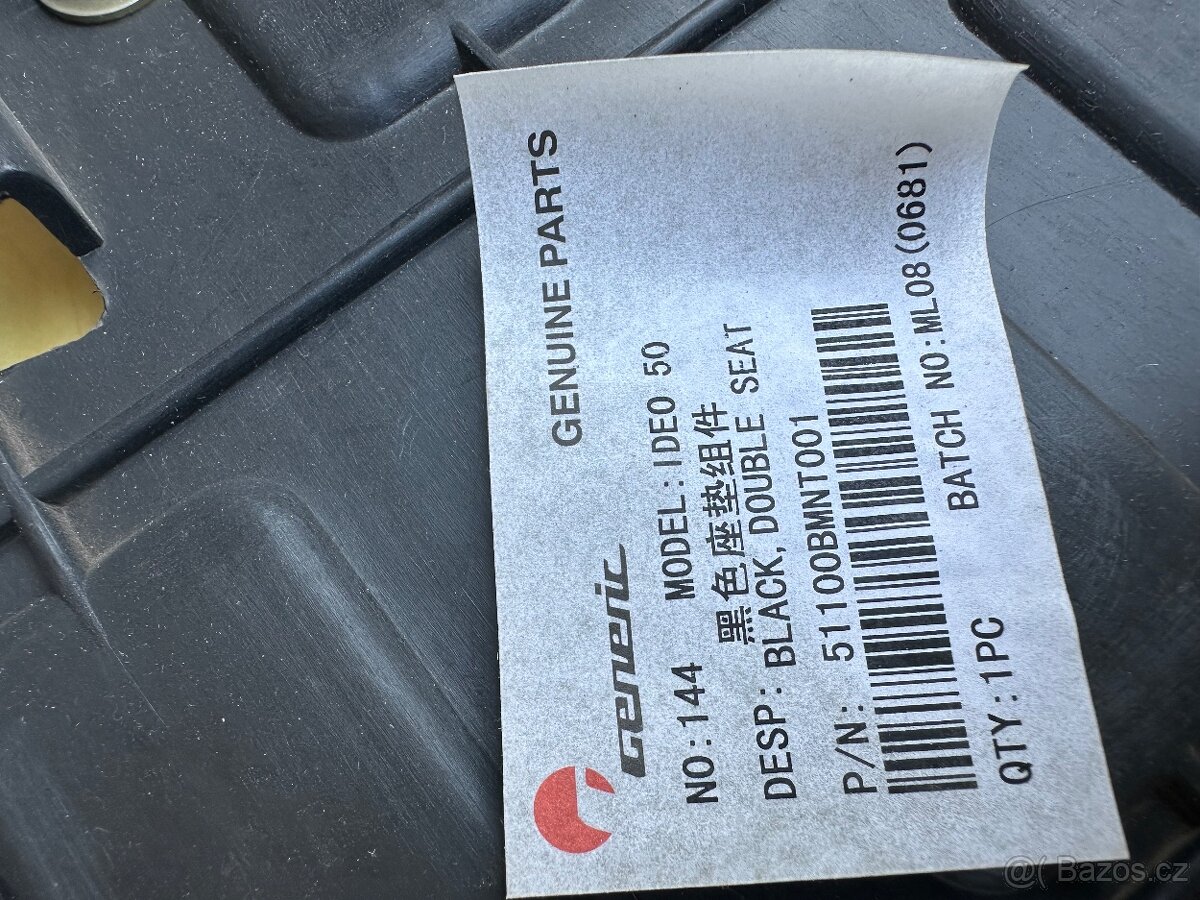 generic GENUINE PARTS
NO:144 MODEL:IDEO 50
黑色座垫组件
DESP: BLACK,DOUBLE SEAT
P/N: 51100BMNT001
QTY:1PC BATCH NO:ML08(0681)
@( Bazos.cz